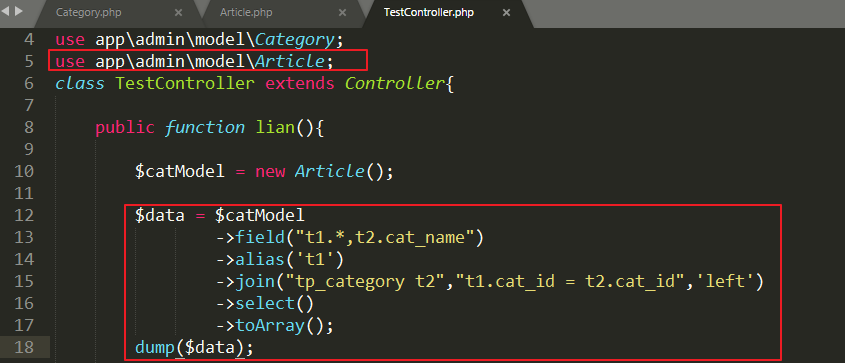 Category.php × Article.php × TestController.php ×
4 use app\admin\model\Category;
5 use app\admin\model\Article;
6 class TestController extends Controller{
7
8 public function lian(){
9
10 $catModel = new Article();
11
12 $data = $catModel
13 ->field("t1.*,t2.cat_name")
14 ->alias('t1')
15 ->join("tp_category t2","t1.cat_id = t2.cat_id",'left')
16 ->select()
17 ->toArray();
18 dump($data);